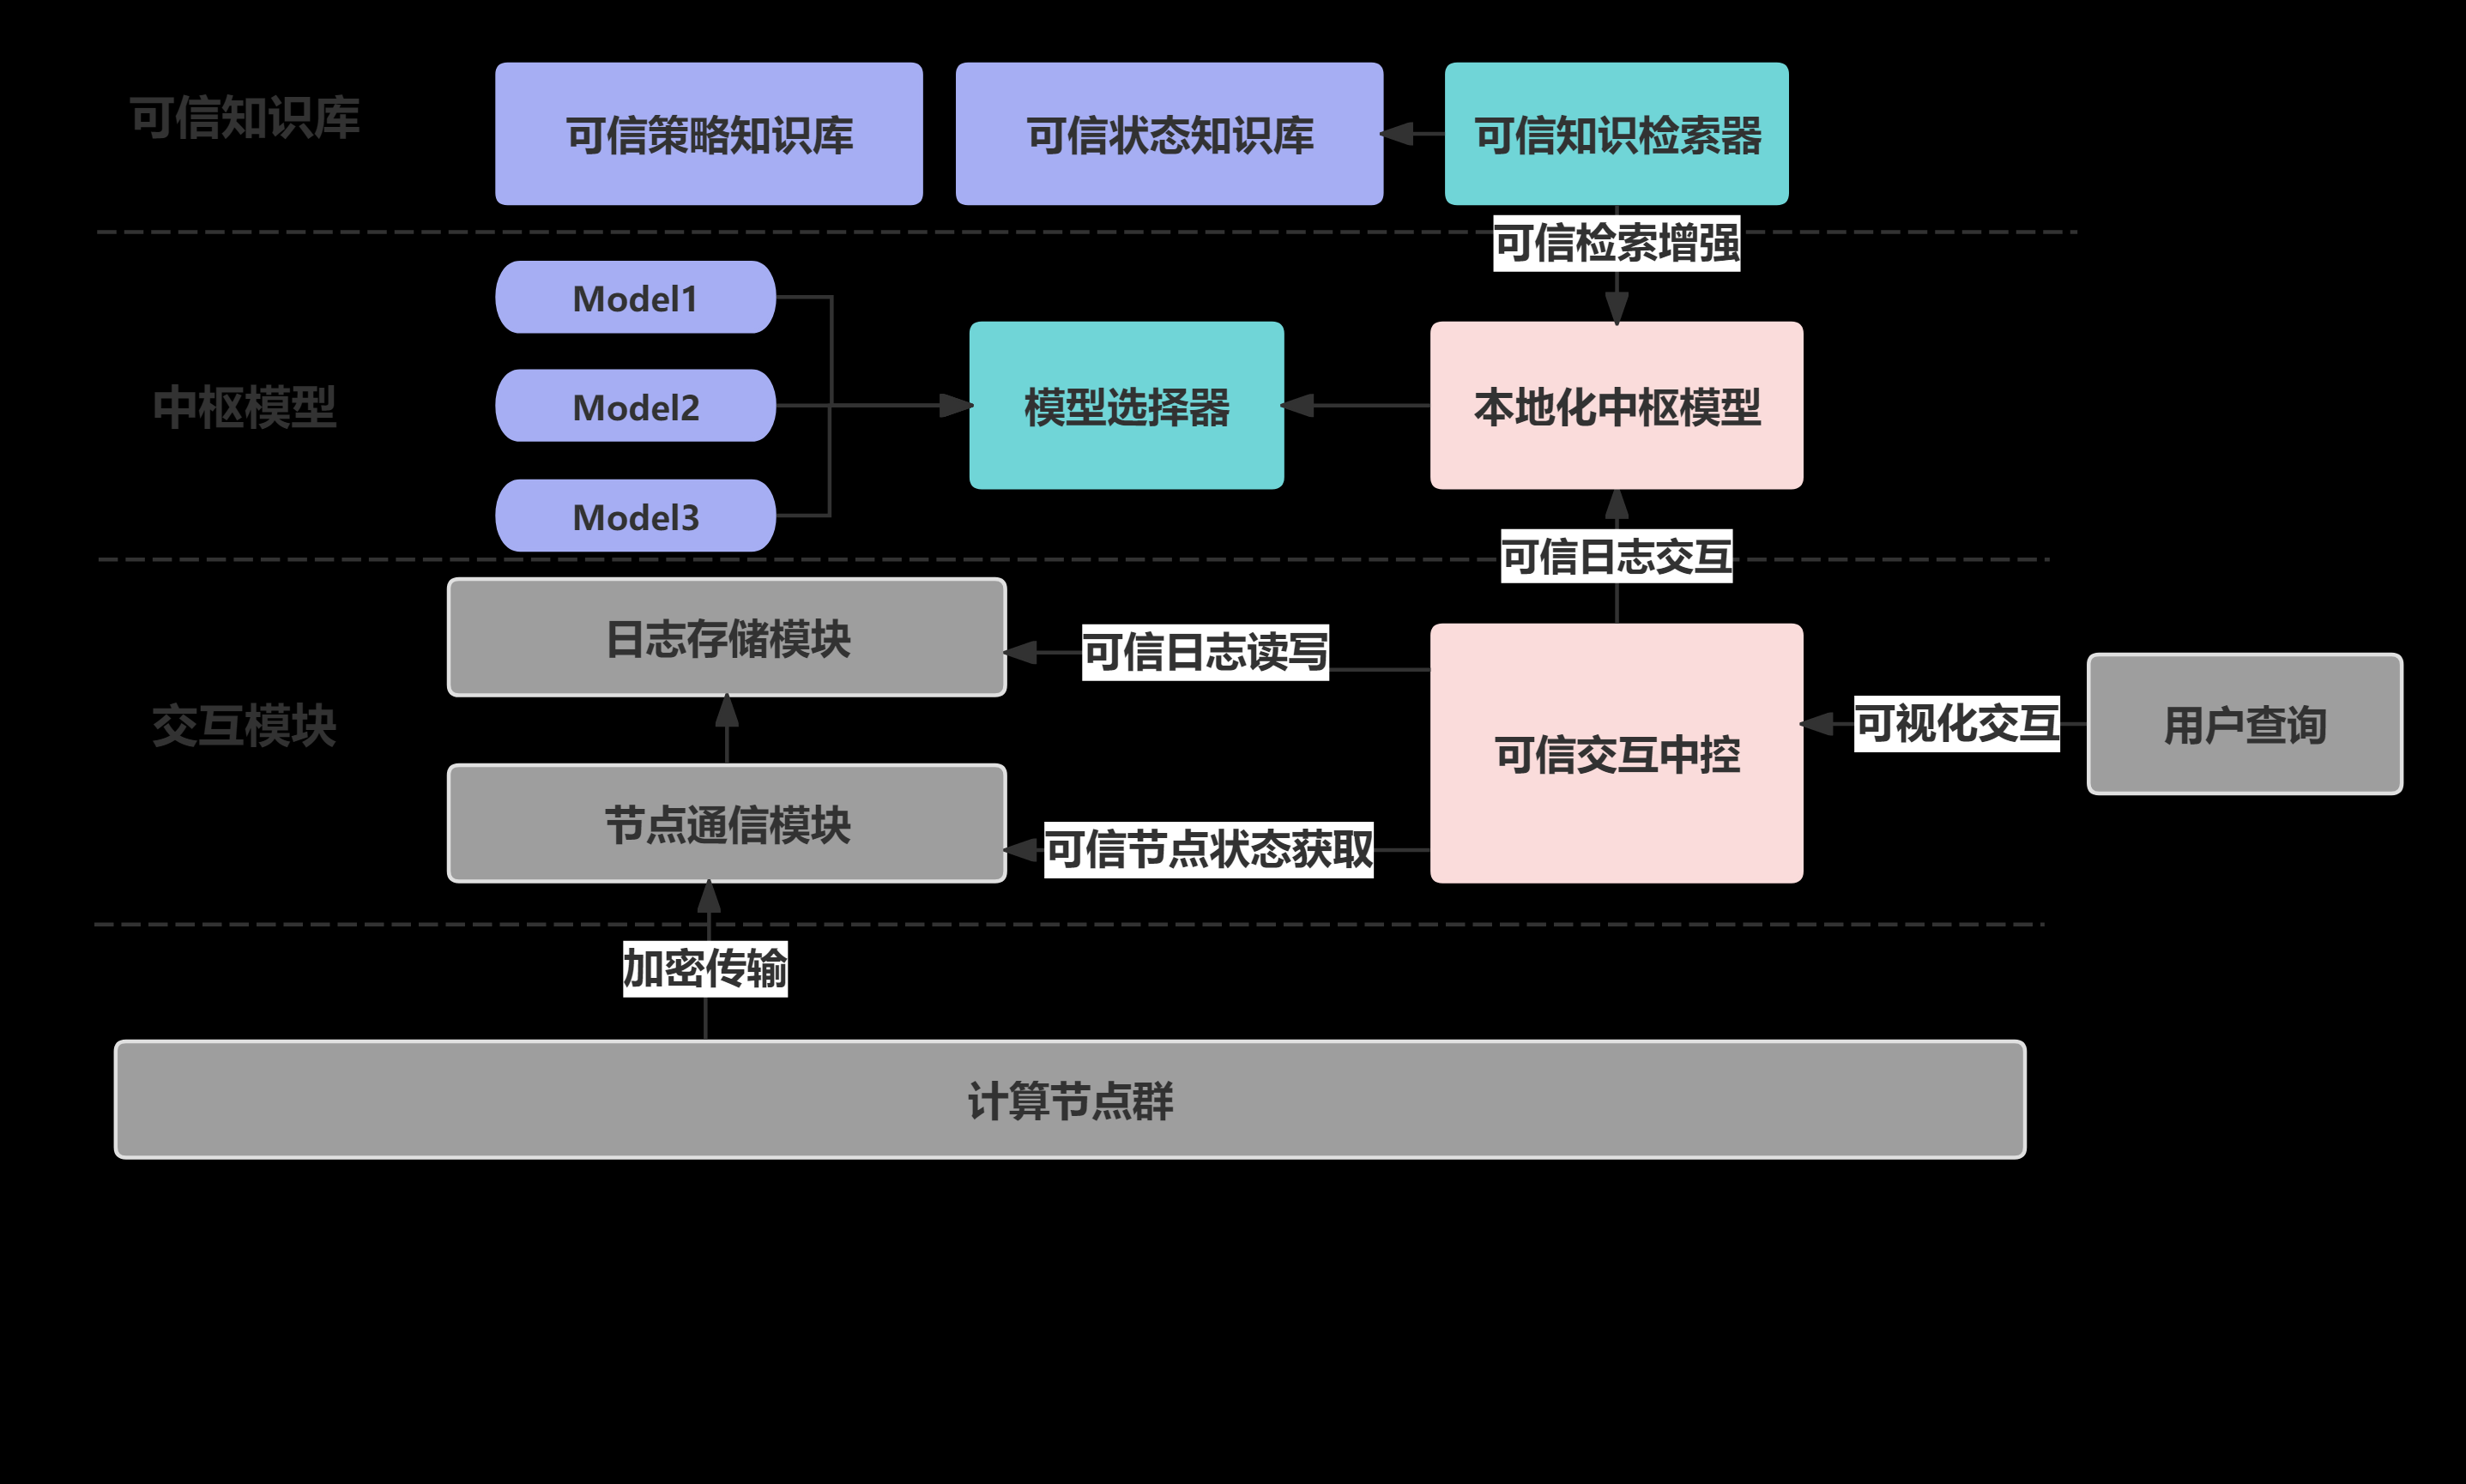 可信知识库
可信策略知识库
可信状态知识库
可信知识检索器
可信检索增强
Model1
中枢模型
Model2
模型选择器
本地化中枢模型
Model3
可信日志交互
日志存储模块
可信日志读写
交互模块
可信交互中控
可视化交互
用户查询
节点通信模块
可信节点状态获取
加密传输
计算节点群